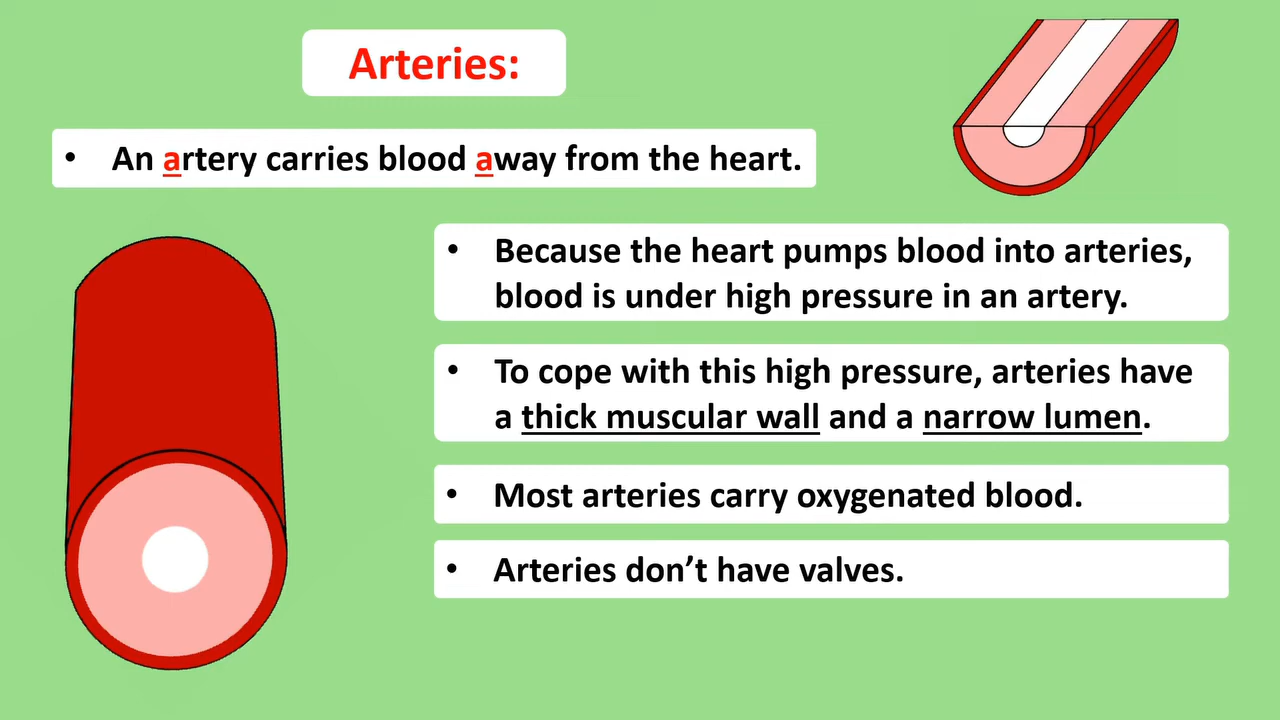 Arteries:
• An artery carries blood away from the heart.
• Because the heart pumps blood into arteries,
blood is under high pressure in an artery.
• To cope with this high pressure, arteries have
a thick muscular wall and a narrow lumen.
• Most arteries carry oxygenated blood.
• Arteries don’t have valves.